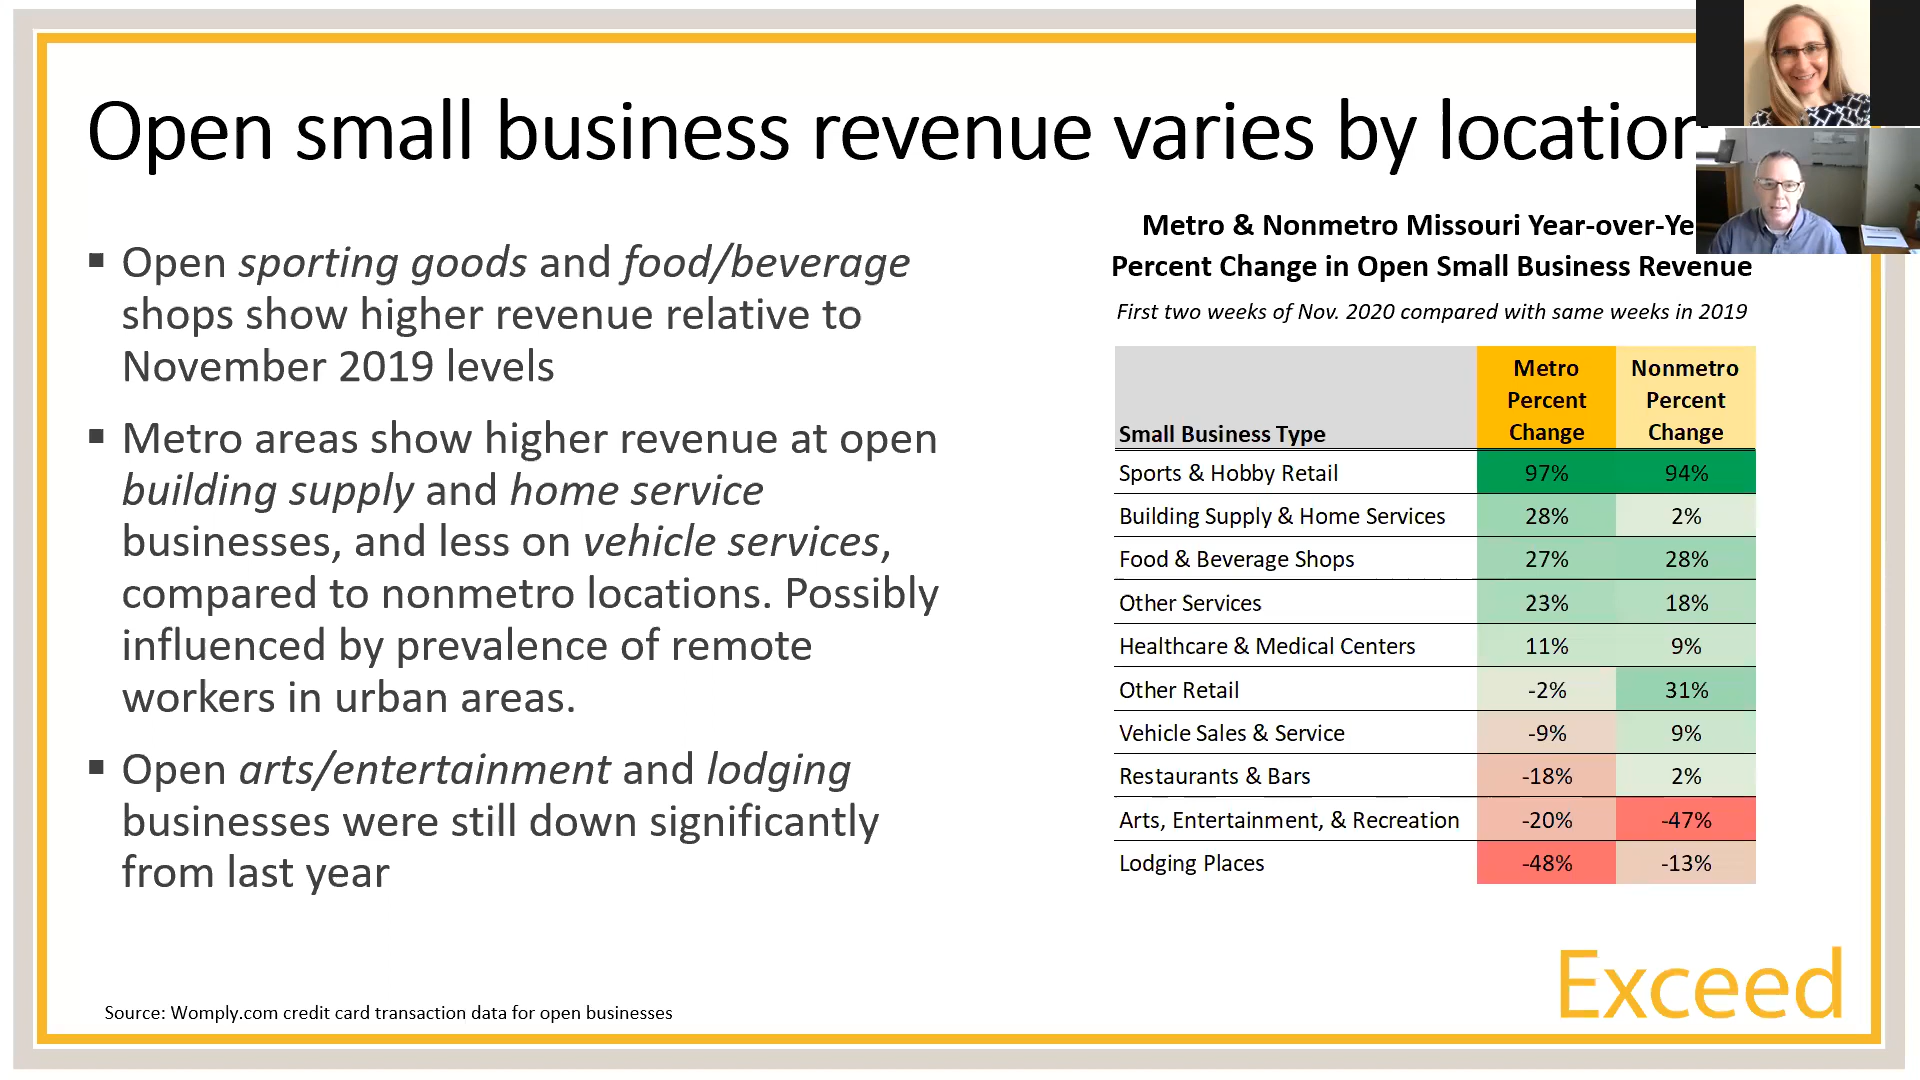 Open small business revenue varies by location
▪ Open sporting goods and food/beverage
shops show higher revenue relative to
November 2019 levels
▪ Metro areas show higher revenue at open
building supply and home service
businesses, and less on vehicle services,
compared to nonmetro locations. Possibly
influenced by prevalence of remote
workers in urban areas.
▪ Open arts/entertainment and lodging
businesses were still down significantly
from last year
Source: Womply.com credit card transaction data for open businesses
Metro & Nonmetro Missouri Year-over-Ye
Percent Change in Open Small Business Revenue
First two weeks of Nov. 2020 compared with same weeks in 2019
Small Business Type Metro Percent Change Nonmetro Percent Change
Sports & Hobby Retail 97% 94%
Building Supply & Home Services 28% 2%
Food & Beverage Shops 27% 28%
Other Services 23% 18%
Healthcare & Medical Centers 11% 9%
Other Retail -2% 31%
Vehicle Sales & Service -9% 9%
Restaurants & Bars -18% 2%
Arts, Entertainment, & Recreation -20% -47%
Lodging Places -48% -13%
Exceed